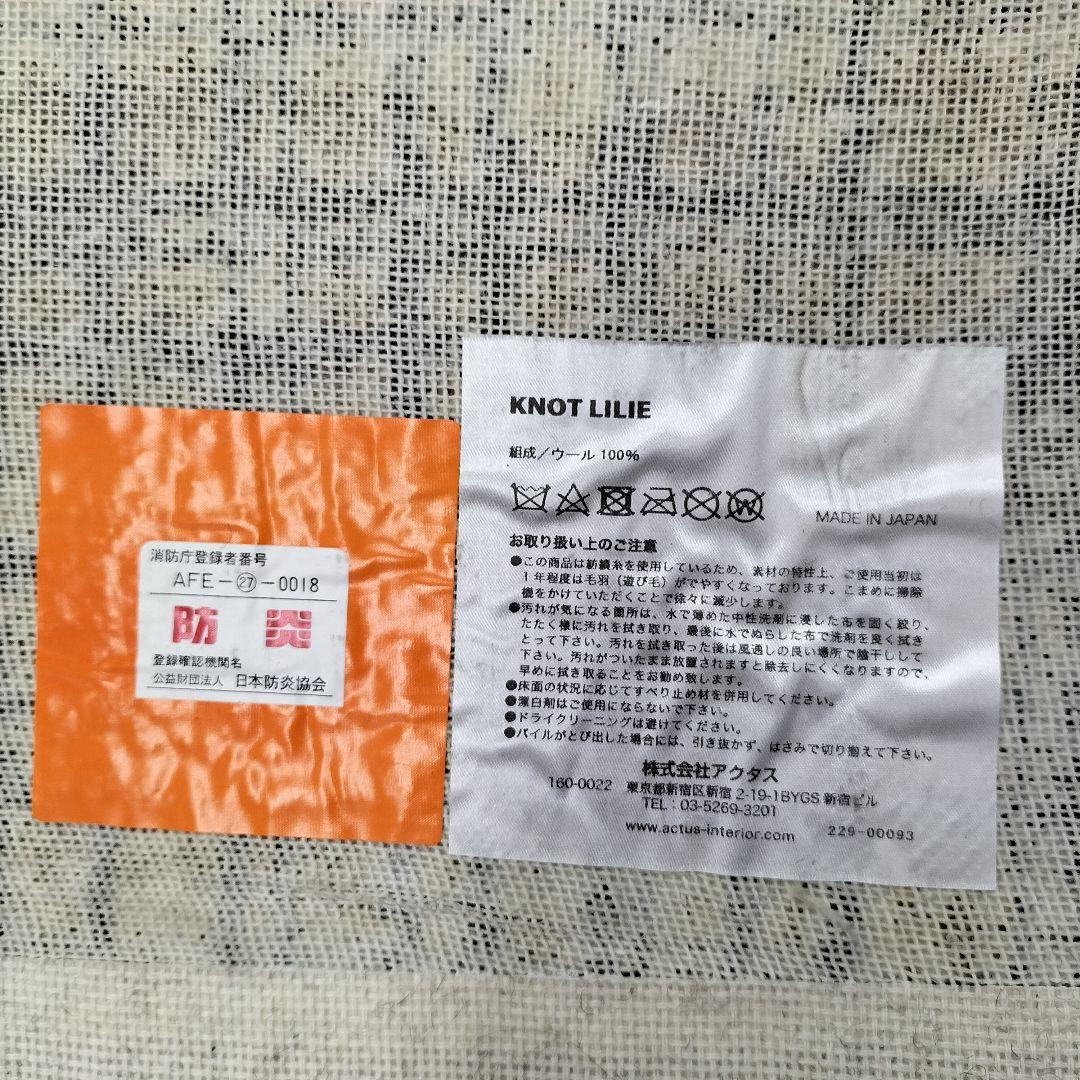 消防庁登録者番号
AFE-㉗-0018
防炎
登録確認機関名
公益財団法人 日本防炎協会
KNOT LILIE
組成／ウール 100%
MADE IN JAPAN
お取り扱い上のご注意
●この商品は紡績糸を使用しているため、素材の特性上、ご使用当初は
1年程度は毛羽（遊び毛）がでやすくなっております。こまめに掃除
機をかけていただくことで徐々に減少します。
●汚れが気になる箇所は、水で薄めた中性洗剤に浸した布を固く絞り、
たたく様に汚れを拭き取り、最後に水でぬらした布で洗剤を良く拭き
とって下さい。汚れを拭き取った後は風通しの良い場所で陰干しして
下さい。汚れがついたまま放置されますと除去しにくくなりますので、
早めに拭き取ることをお勧め致します。
●床面の状況に応じてすべり止め材を併用してください。
●漂白剤はご使用にならないで下さい。
●ドライクリーニングは避けてください。
●パイルがとび出した場合には、引き抜かず、はさみで切り揃えて下さい。
株式会社アクタス
160-0022 東京都新宿区新宿 2-19-1BYGS 新宿ビル
TEL：03-5269-3201
www.actus-interior.com 229-00093